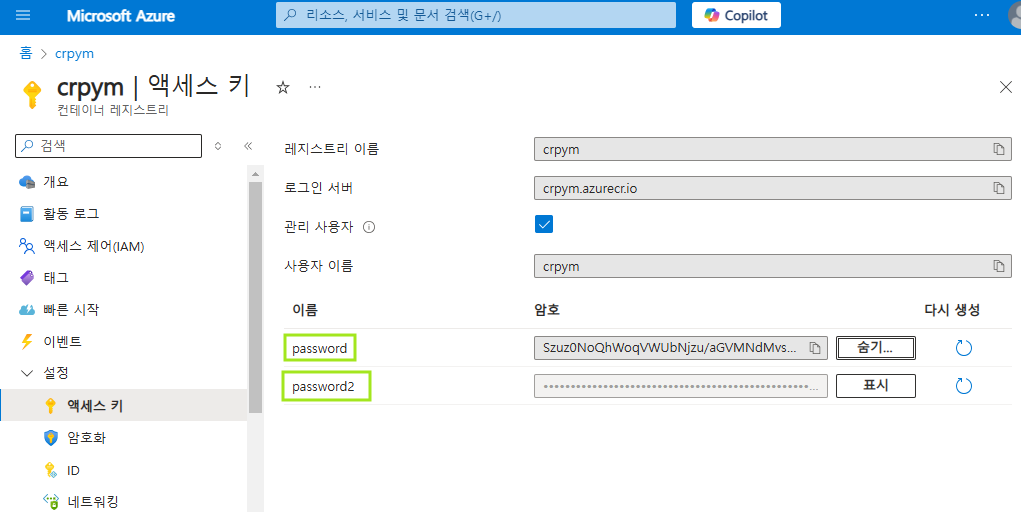 Microsoft Azure
리소스, 서비스 및 문서 검색(G+/)
Copilot
홈 > crpym
crpym | 액세스 키
컨테이너 레지스트리
검색
개요
활동 로그
액세스 제어(IAM)
태그
빠른 시작
이벤트
설정
액세스 키
암호화
ID
네트워킹
레지스트리 이름 crpym
로그인 서버 crpym.azurecr.io
관리 사용자
사용자 이름 crpym
이름 암호 다시 생성
password Szuz0NoQhWoqVWUbNjzu/aGVMNdMvs... 숨기...
password2 표시